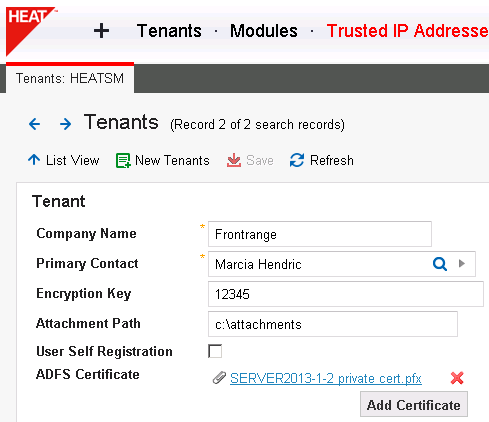 HEAT
+ Tenants · Modules · Trusted IP Addresse
Tenants: HEATSM
Tenants (Record 2 of 2 search records)
List View New Tenants Save Refresh
Tenant
Company Name * Frontrange
Primary Contact * Marcia Hendric
Encryption Key 12345
Attachment Path c:\attachments
User Self Registration
ADFS Certificate SERVER2013-1-2 private cert.pfx
Add Certificate